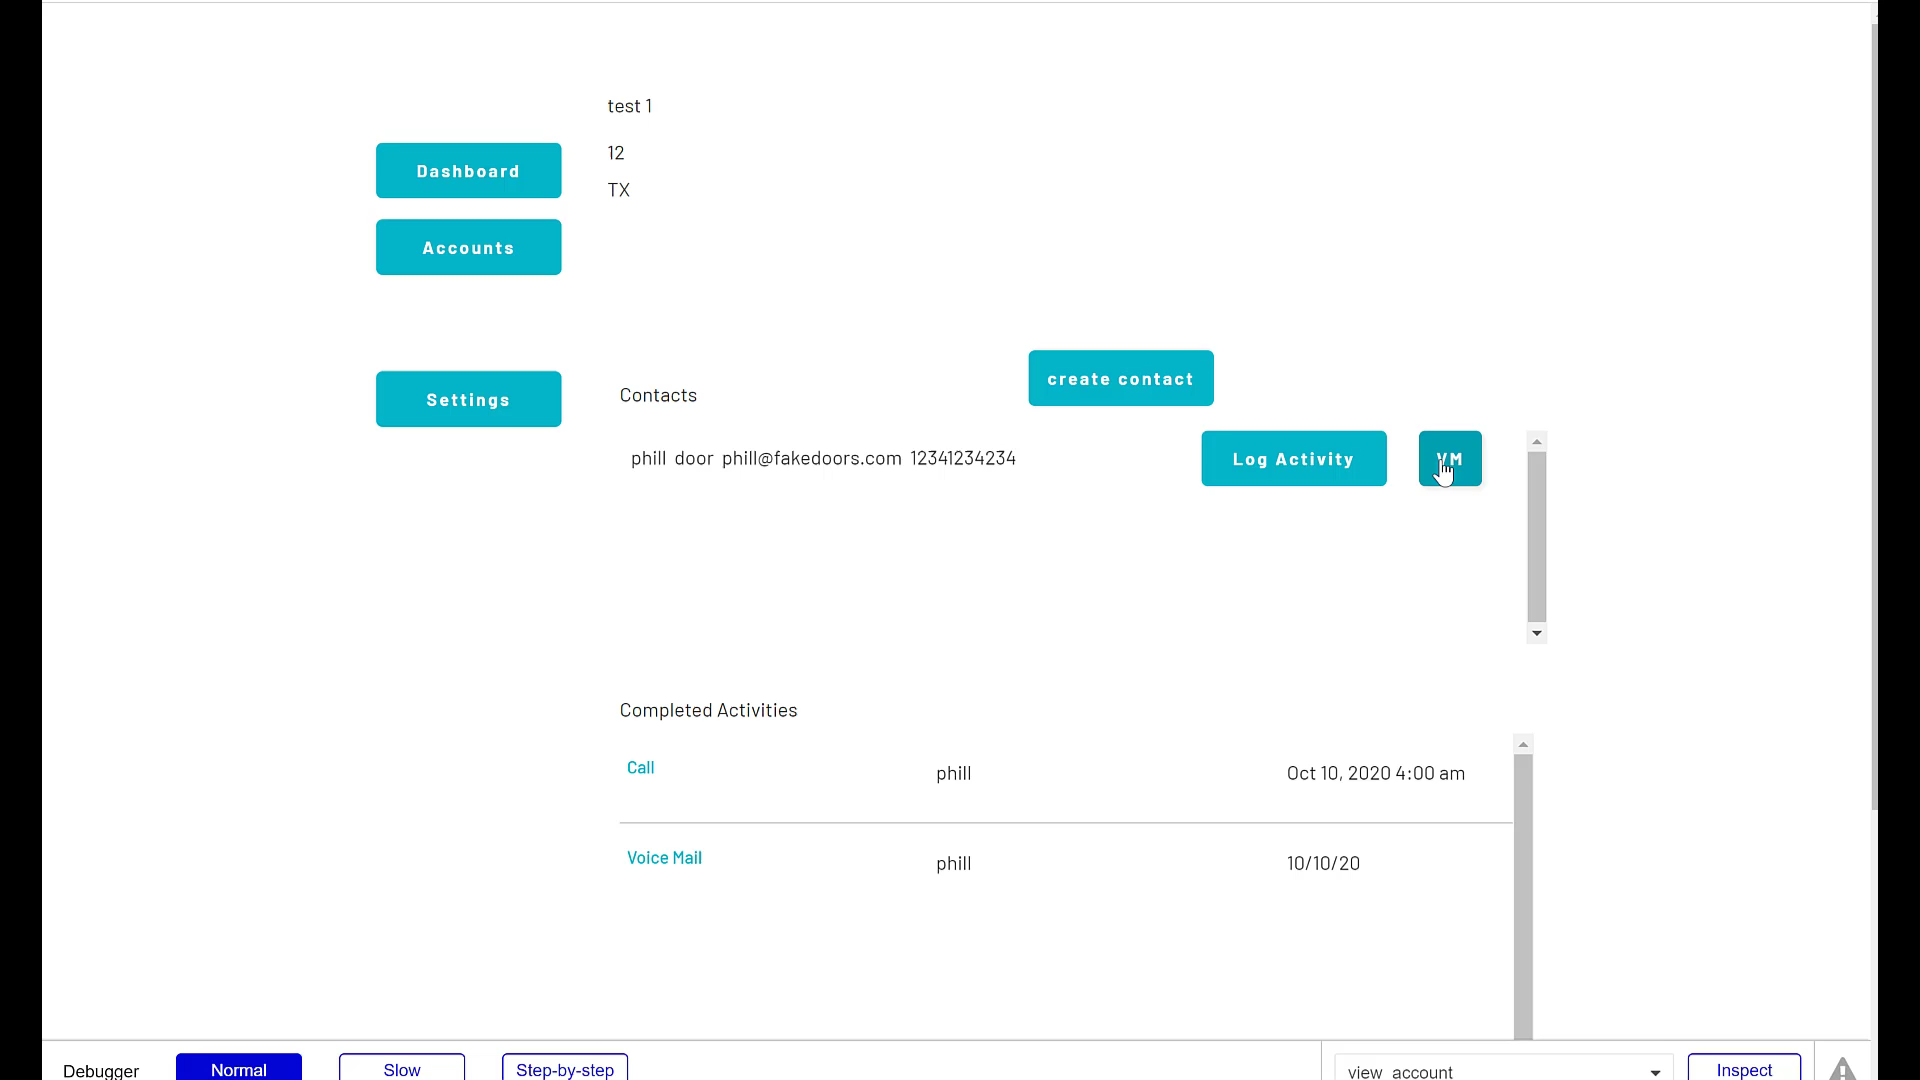 test 1
12
TX
Dashboard
Accounts
Settings
create contact
Contacts
phill door phill@fakedoors.com 12341234234
Log Activity
VM
Completed Activities
Call phill Oct 10, 2020 4:00 am
Voice Mail phill 10/10/20
Debugger Normal Slow Step-by-step view_account Inspect